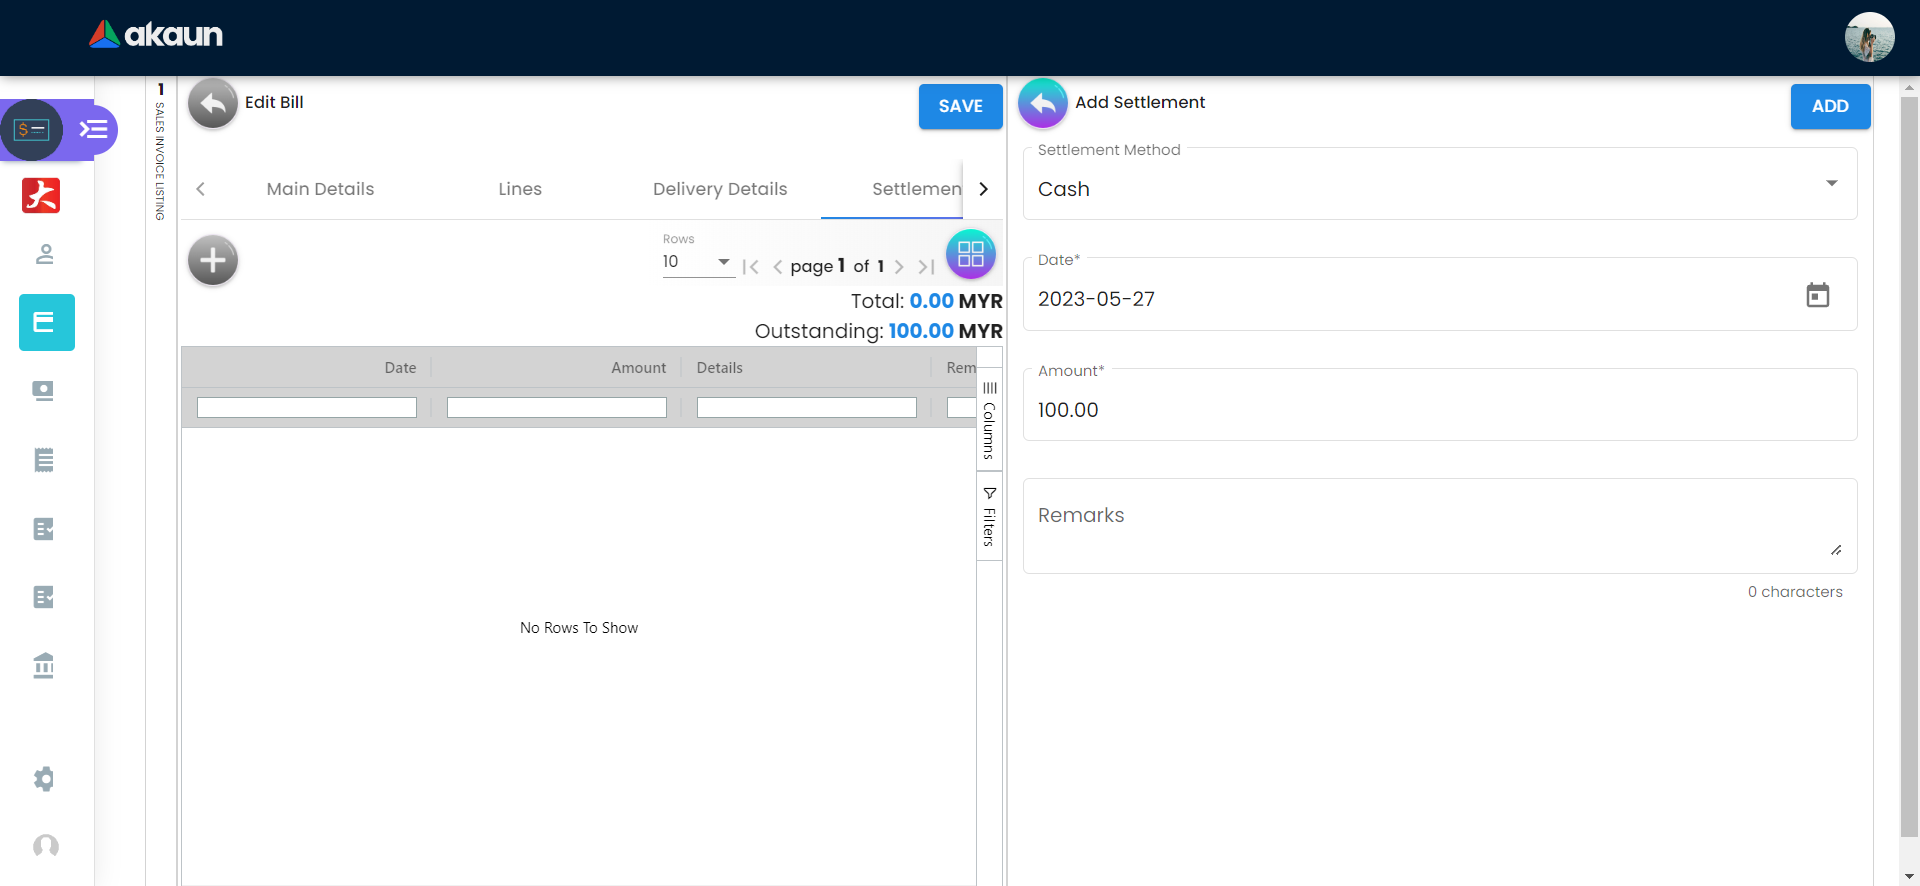 akaun
1
SALES INVOICE LISTING
Edit Bill
SAVE
Main Details
Lines
Delivery Details
Settlemen
Rows
10
page 1 of 1
Total: 0.00 MYR
Outstanding: 100.00 MYR
Date
Amount
Details
Rem
Columns
Filters
No Rows To Show
Add Settlement
ADD
Settlement Method
Cash
Date*
2023-05-27
Amount*
100.00
Remarks
0 characters